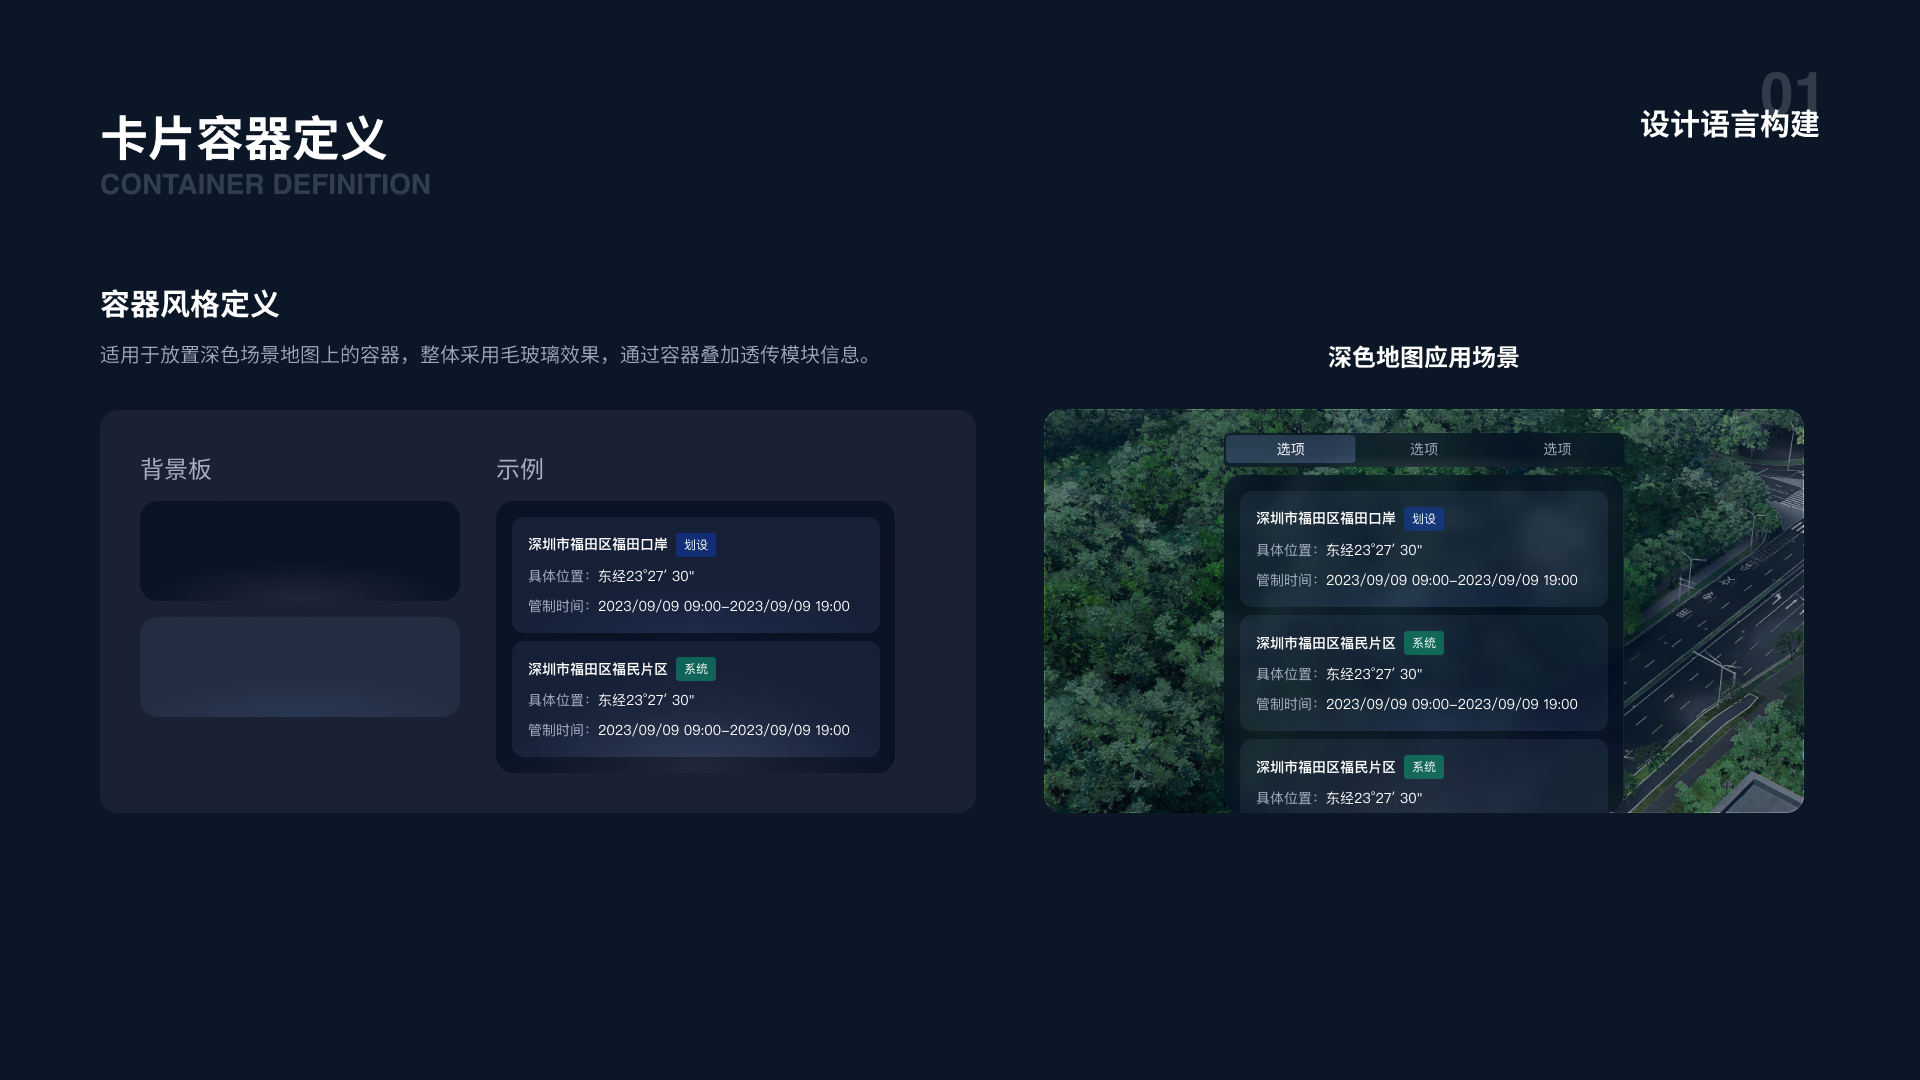 01
设计语言构建
卡片容器定义
CONTAINER DEFINITION
容器风格定义
适用于放置深色场景地图上的容器，整体采用毛玻璃效果，通过容器叠加透传模块信息。
背景板
示例
深圳市福田区福田口岸 划设
具体位置：东经23°27′ 30"
管制时间：2023/09/09 09:00–2023/09/09 19:00
深圳市福田区福民片区 系统
具体位置：东经23°27′ 30"
管制时间：2023/09/09 09:00–2023/09/09 19:00
深色地图应用场景
选项 选项 选项
深圳市福田区福田口岸 划设
具体位置：东经23°27′ 30"
管制时间：2023/09/09 09:00–2023/09/09 19:00
深圳市福田区福民片区 系统
具体位置：东经23°27′ 30"
管制时间：2023/09/09 09:00–2023/09/09 19:00
深圳市福田区福民片区 系统
具体位置：东经23°27′ 30"